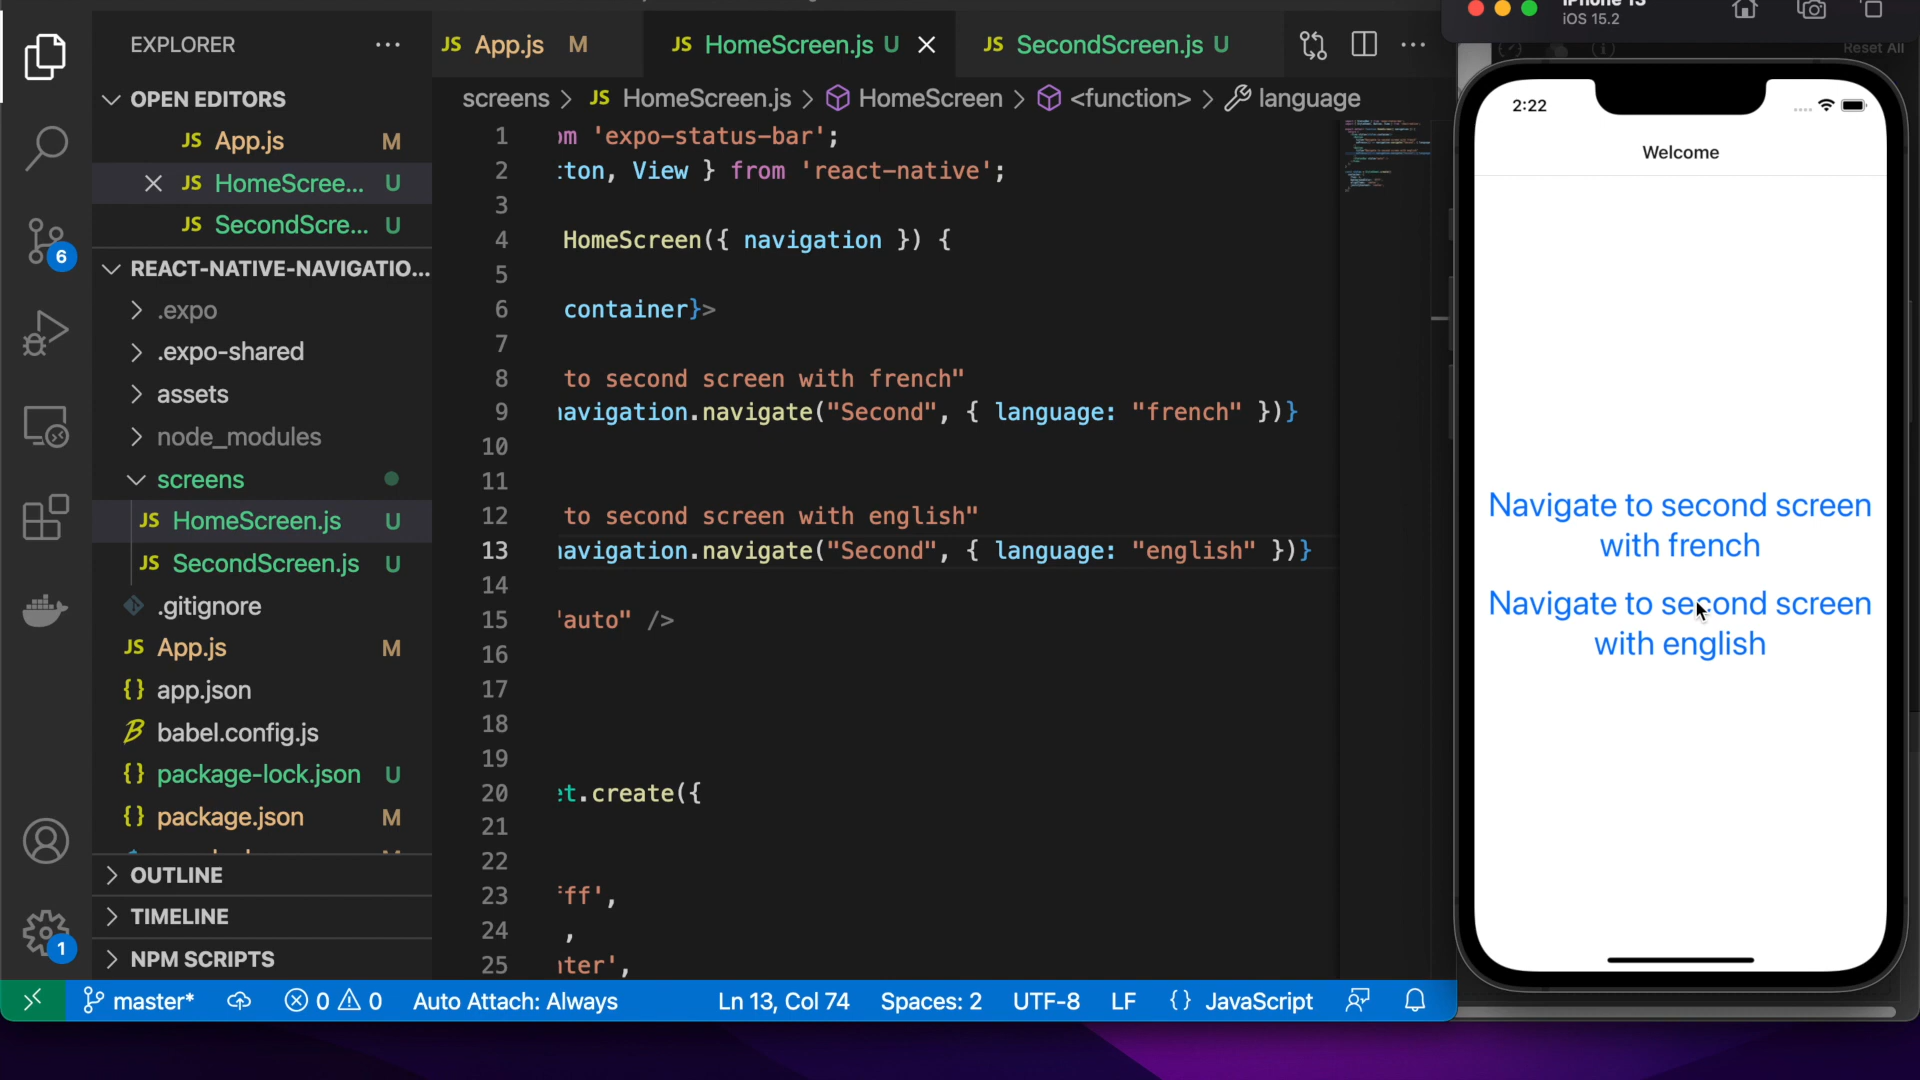 EXPLORER
OPEN EDITORS
JS App.js M
JS HomeScree... U
JS SecondScre... U
REACT-NATIVE-NAVIGATIO...
.expo
.expo-shared
assets
node_modules
screens
JS HomeScreen.js U
JS SecondScreen.js U
.gitignore
JS App.js M
{} app.json
babel.config.js
{} package-lock.json U
{} package.json M
OUTLINE
TIMELINE
NPM SCRIPTS
6
1
JS App.js M
JS HomeScreen.js U
JS SecondScreen.js U
screens > JS HomeScreen.js > HomeScreen > <function> > language
1 om 'expo-status-bar';
2 tton, View } from 'react-native';
3
4 HomeScreen({ navigation }) {
5
6 container}>
7
8 to second screen with french"
9 navigation.navigate("Second", { language: "french" })}
10
11
12 to second screen with english"
13 navigation.navigate("Second", { language: "english" })}
14
15 "auto" />
16
17
18
19
20 et.create({
21
22
23 fff',
24 ,
25 nter',
master* 0 0 Auto Attach: Always Ln 13, Col 74 Spaces: 2 UTF-8 LF {} JavaScript
iPhone 13
iOS 15.2
Reset All
2:22
Welcome
Navigate to second screen
with french
Navigate to second screen
with english